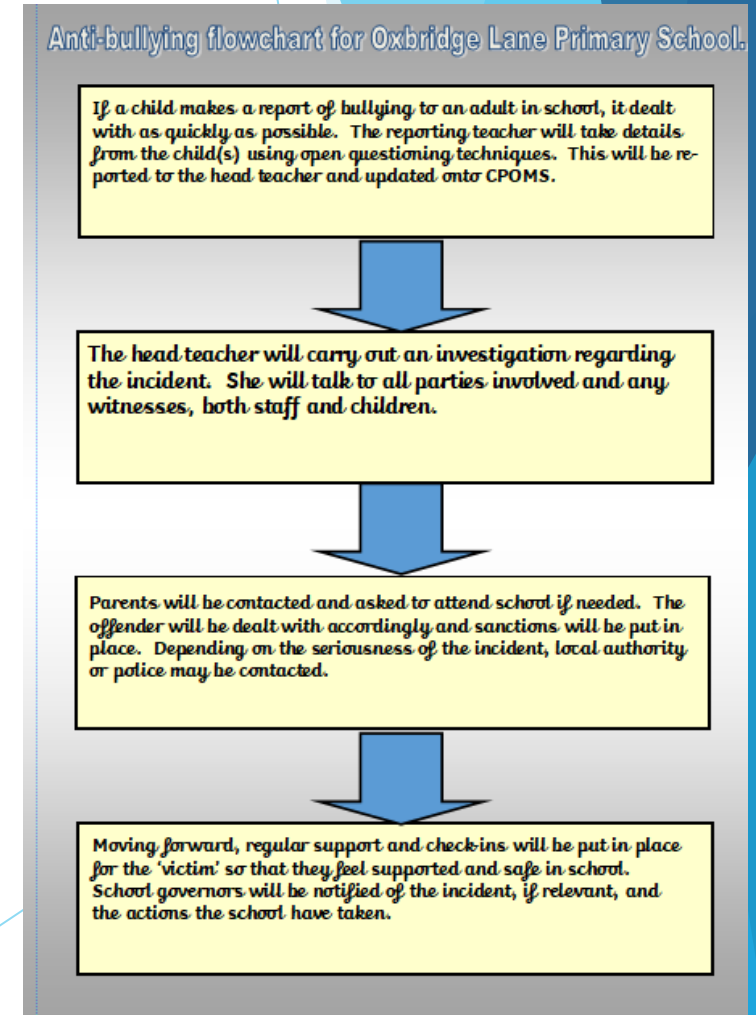 Anti-bullying flowchart for Oxbridge Lane Primary School.
If a child makes a report of bullying to an adult in school, it dealt
with as quickly as possible. The reporting teacher will take details
from the child(s) using open questioning techniques. This will be re-
ported to the head teacher and updated onto CPOMS.
The head teacher will carry out an investigation regarding
the incident. She will talk to all parties involved and any
witnesses, both staff and children.
Parents will be contacted and asked to attend school if needed. The
offender will be dealt with accordingly and sanctions will be put in
place. Depending on the seriousness of the incident, local authority
or police may be contacted.
Moving forward, regular support and check-ins will be put in place
for the 'victim' so that they feel supported and safe in school.
School governors will be notified of the incident, if relevant, and
the actions the school have taken.